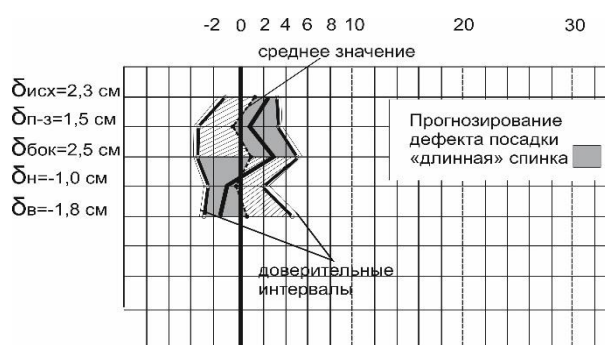 -2 0 2 4 6 8 10 20 30
среднее значение
δисх=2,3 см
δп-з=1,5 см
δбок=2,5 см
δн=-1,0 см
δв=-1,8 см
Прогнозирование
дефекта посадки
«длинная» спинка
доверительные
интервалы